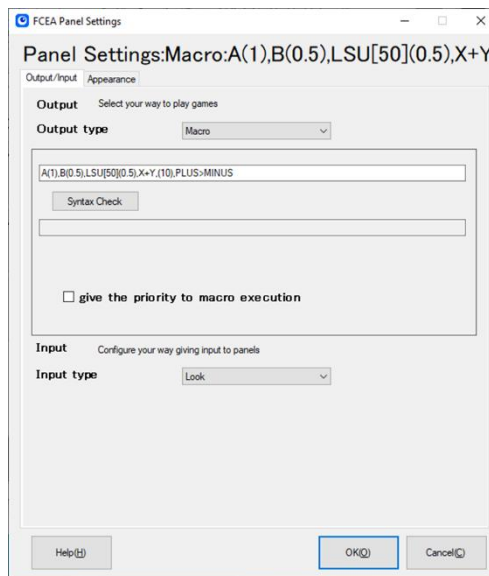 FCEA Panel Settings
Panel Settings:Macro:A(1),B(0.5),LSU[50](0.5),X+Y
Output/Input Appearance
Output Select your way to play games
Output type Macro
A(1),B(0.5),LSU[50](0.5),X+Y,(10),PLUS>MINUS
Syntax Check
give the priority to macro execution
Input Configure your way giving input to panels
Input type Look
Help(H) OK(O) Cancel(C)